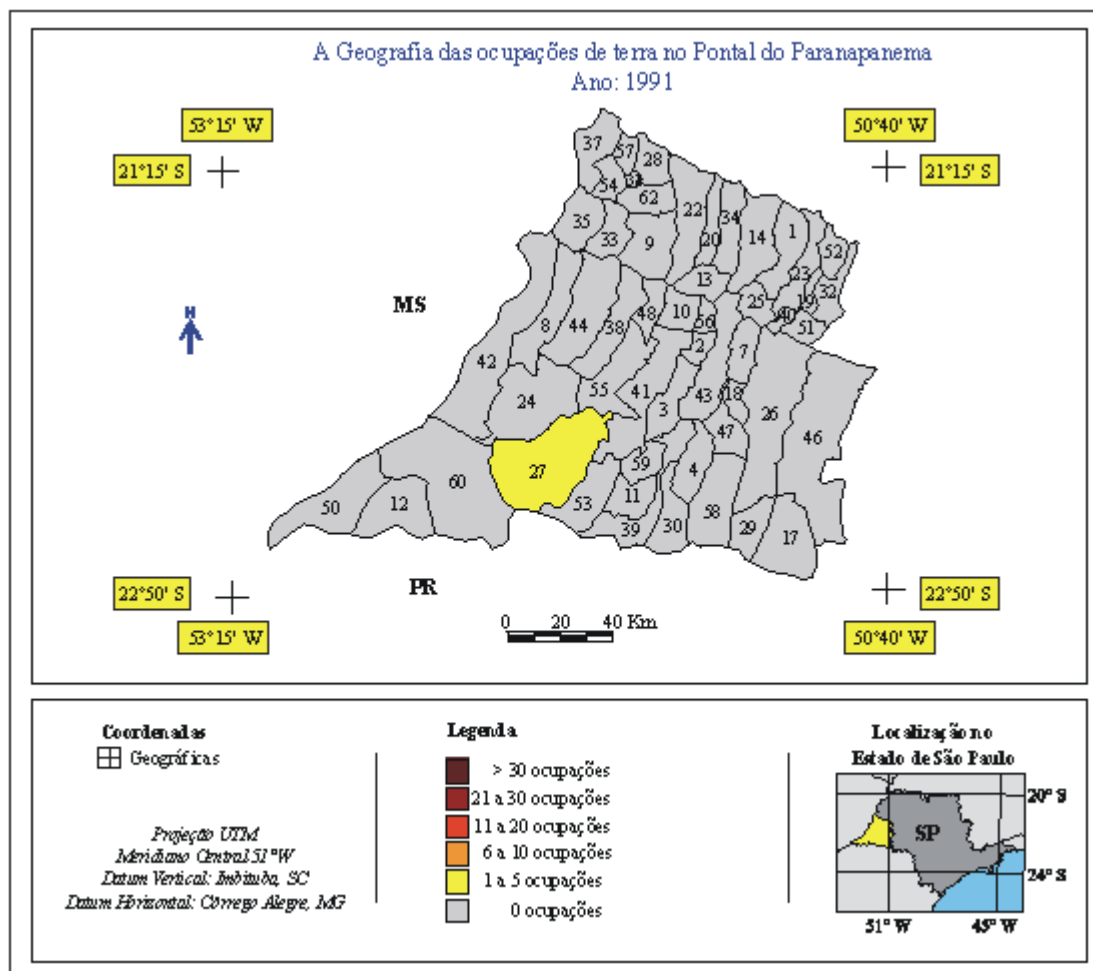 A Geografia das ocupações de terra no Pontal do Paranapanema
Ano: 1991
53°15' W
50°40' W
21°15' S
21°15' S
37
57
28
54
62
35
33
9
22
20
34
14
1
52
23
13
25
19
32
40
51
MS
N
8
44
38
48
10
56
2
7
42
24
55
41
3
43
18
26
46
47
27
59
4
60
50
12
53
11
39
30
58
29
17
PR
22°50' S
22°50' S
53°15' W
50°40' W
0 20 40 Km
Coordenadas
Geográficas
Projeção UTM
Meridiano Central 51°W
Datum Vertical: Imbituba, SC
Datum Horizontal: Córrego Alegre, MG
Legenda
> 30 ocupações
21 a 30 ocupações
11 a 20 ocupações
6 a 10 ocupações
1 a 5 ocupações
0 ocupações
Localização no
Estado de São Paulo
20° S
SP
24° S
51° W
45° W